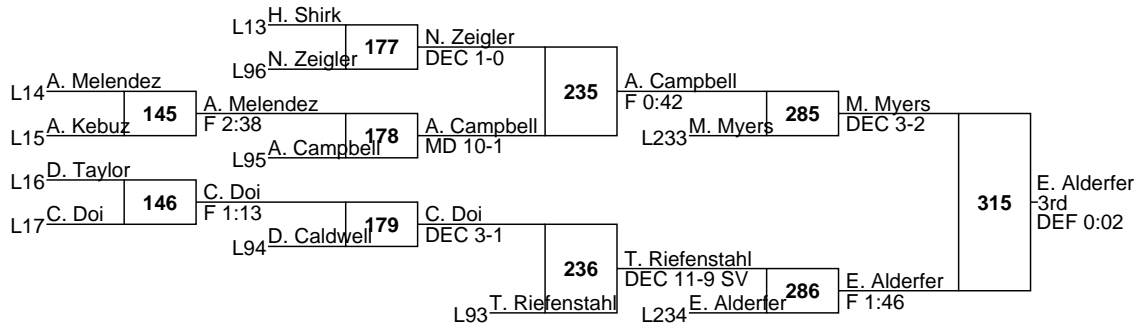 H. Shirk
L13
177
N. Zeigler
DEC 1-0
N. Zeigler
L96
A. Melendez
L14
145
A. Melendez
F 2:38
A. Kebuz
L15
178
A. Campbell
MD 10-1
A. Campbell
L95
235
A. Campbell
F 0:42
285
M. Myers
DEC 3-2
M. Myers
L233
D. Taylor
L16
146
C. Doi
F 1:13
C. Doi
L17
179
C. Doi
DEC 3-1
D. Caldwell
L94
236
T. Riefenstahl
DEC 11-9 SV
T. Riefenstahl
L93
286
E. Alderfer
F 1:46
E. Alderfer
L234
315
E. Alderfer
3rd
DEF 0:02